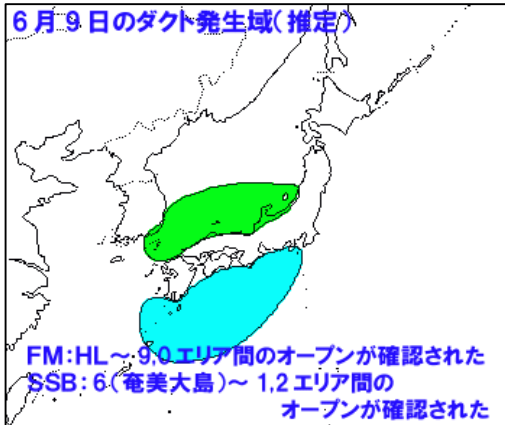 6月9日のダクト発生域(推定)
FM:HL～9,0エリア間のオープンが確認された
SSB:6(奄美大島)～1,2エリア間の
オープンが確認された